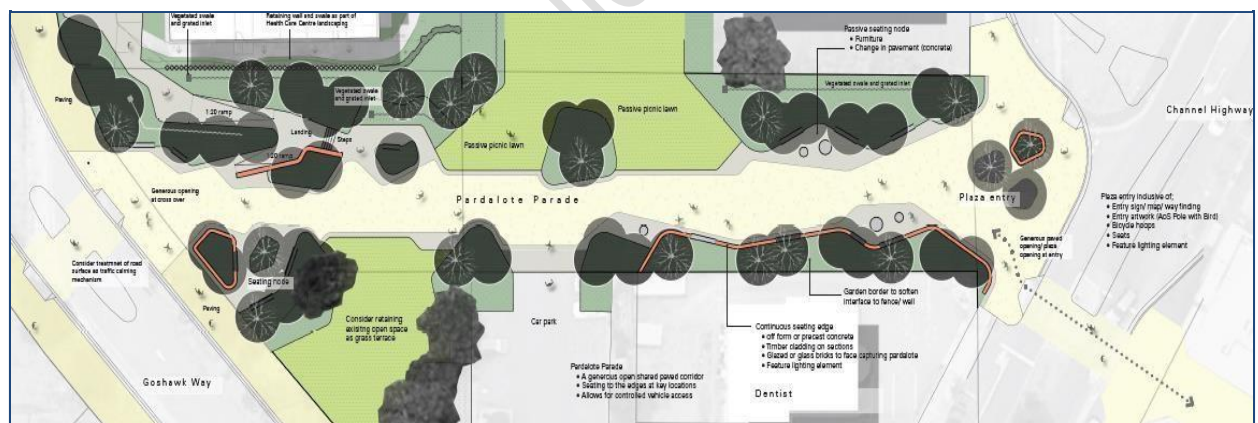 Vegetated swale
and grated inlet
Retaining wall and swale as part of
Health Care Centre landscaping
Passive seating node
• Furniture
• Change in pavement (concrete)
Paving
1:20 ramp
Vegetated swale
and grated inlet
Vegetated swale and grated inlet
Channel Highway
Landing
Steps
1:20 ramp
Passive picnic lawn
Passive picnic lawn
Generous opening
at cross over
Pardalote Parade
Plaza entry
Plaza entry inclusive of;
• Entry sign/ map/ way finding
• Entry artwork (AoS Pole with Bird)
• Bicycle hoops
• Seats
• Feature lighting element
Generous paved
opening/ plaza
opening at entry
Consider treatmnet of road
surface as traffic calming
mechanism
Seating node
Paving
Garden border to soften
interface to fence/ wall
Consider retaining
exisitng open space
as grass terrace
Car park
Continuous seating edge
• off form or precast concrete
• Timber cladding on sections
• Glazed or glass bricks to face capturing pardalote
• Feature lighting element
Pardalote Parade
• A generous open shared paved corridor
• Seating to the edges at key locations
• Allows for controlled vehicle access
Goshawk Way
Dentist